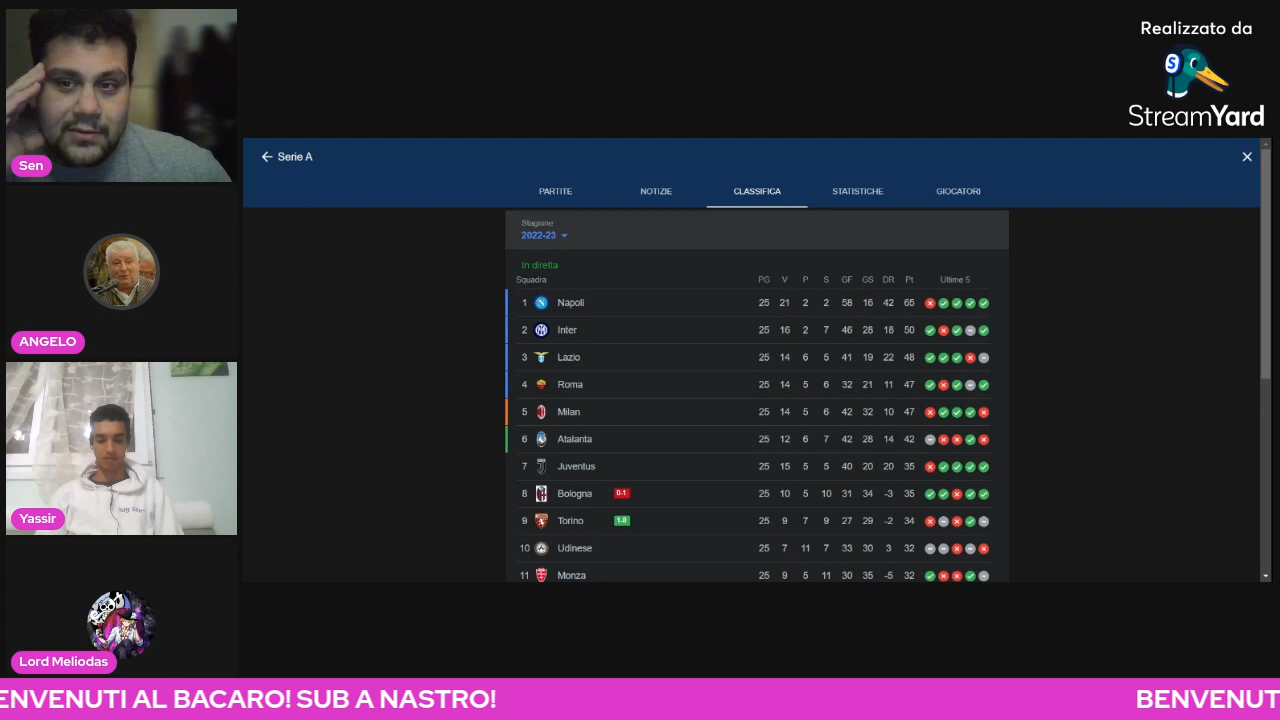 Realizzato da
StreamYard
Sen
ANGELO
Yassir
Lord Meliodas
← Serie A ✕
PARTITE NOTIZIE CLASSIFICA STATISTICHE GIOCATORI
Stagione
2022-23
In diretta
Squadra PG V P S GF GS DR Pt Ultime 5
1 Napoli 25 21 2 2 58 16 42 65
2 Inter 25 16 2 7 46 28 18 50
3 Lazio 25 14 6 5 41 19 22 48
4 Roma 25 14 5 6 32 21 11 47
5 Milan 25 14 5 6 42 32 10 47
6 Atalanta 25 12 6 7 42 28 14 42
7 Juventus 25 15 5 5 40 20 20 35
8 Bologna 0-1 25 10 5 10 31 34 -3 35
9 Torino 1-0 25 9 7 9 27 29 -2 34
10 Udinese 25 7 11 7 33 30 3 32
11 Monza 25 9 5 11 30 35 -5 32
ENVENUTI AL BACARO! SUB A NASTRO! BENVENUT